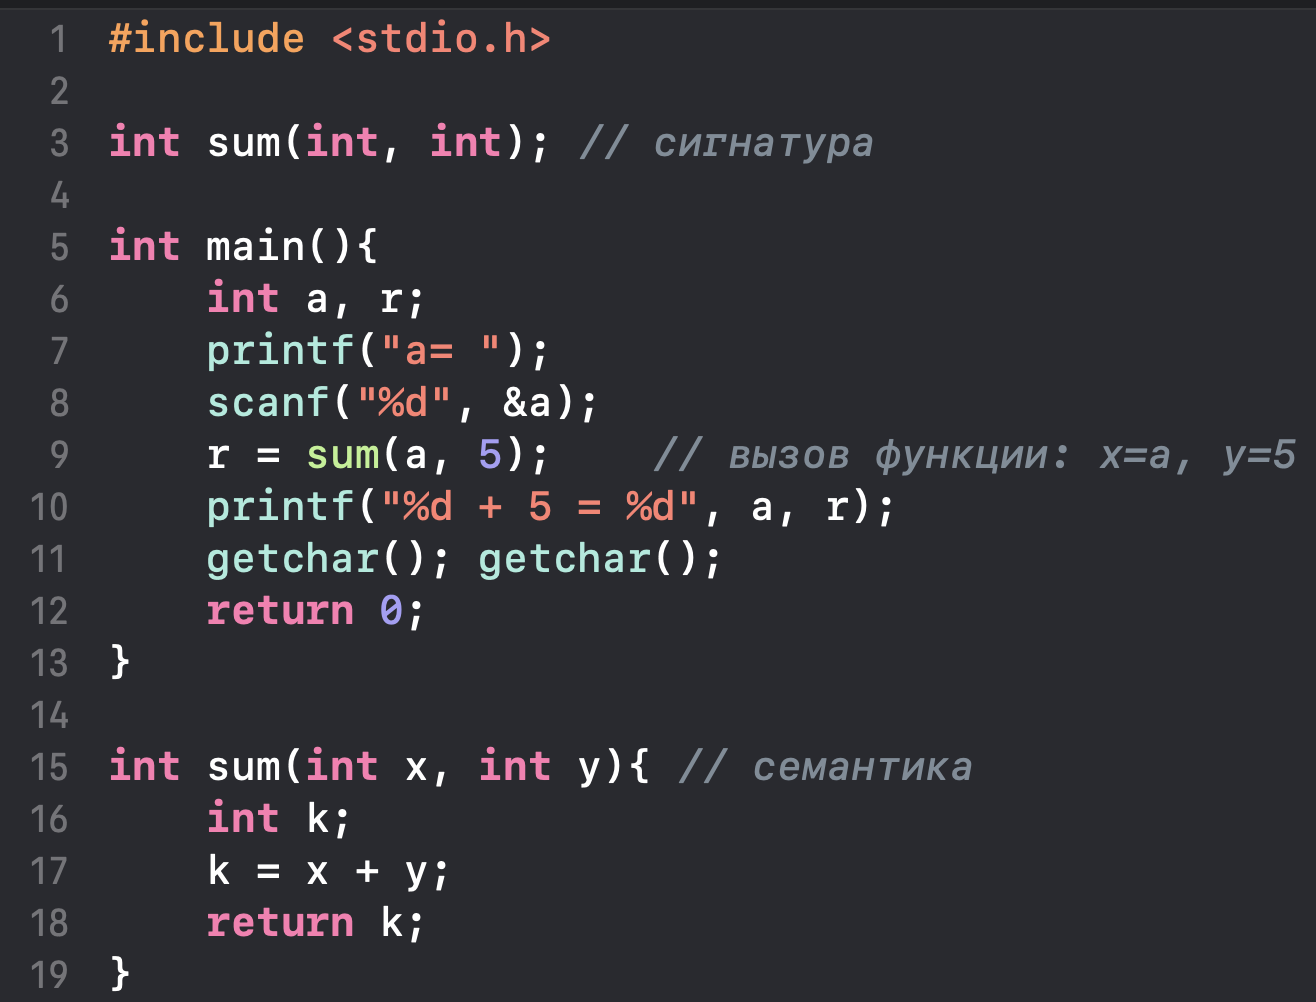 1 #include <stdio.h>
2
3 int sum(int, int); // сигнатура
4
5 int main(){
6     int a, r;
7     printf("a= ");
8     scanf("%d", &a);
9     r = sum(a, 5);    // вызов функции: x=a, y=5
10     printf("%d + 5 = %d", a, r);
11     getchar(); getchar();
12     return 0;
13 }
14
15 int sum(int x, int y){ // семантика
16     int k;
17     k = x + y;
18     return k;
19 }